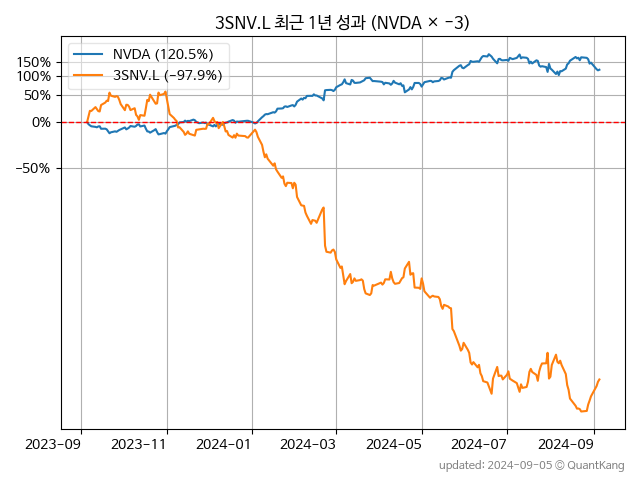 3SNV.L 최근 1년 성과 (NVDA × −3)
NVDA (120.5%)
3SNV.L (−97.9%)
150%
100%
50%
0%
−50%
2023-09 2023-11 2024-01 2024-03 2024-05 2024-07 2024-09
updated: 2024-09-05 © QuantKang